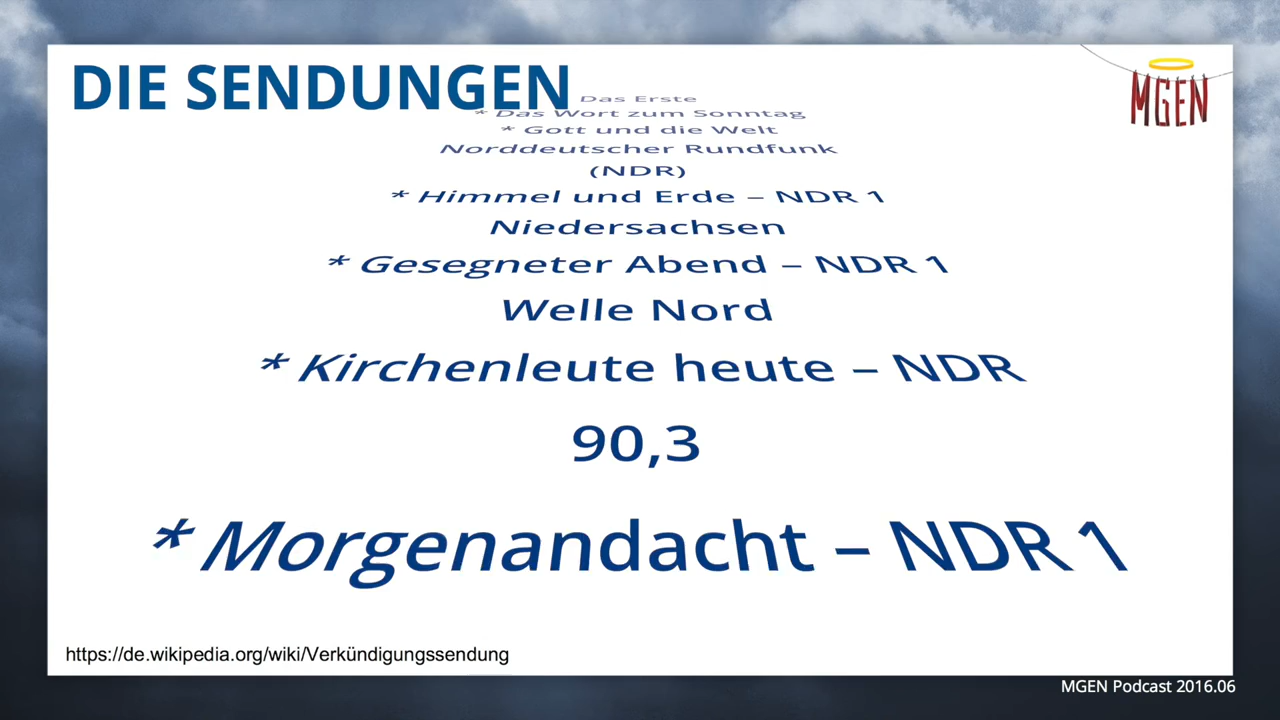 DIE SENDUNGEN
MGEN
Das Erste
* Das Wort zum Sonntag
* Gott und die Welt
Norddeutscher Rundfunk
(NDR)
* Himmel und Erde – NDR 1
Niedersachsen
* Gesegneter Abend – NDR 1
Welle Nord
* Kirchenleute heute – NDR
90,3
* Morgenandacht – NDR 1
https://de.wikipedia.org/wiki/Verkündigungssendung
MGEN Podcast 2016.06